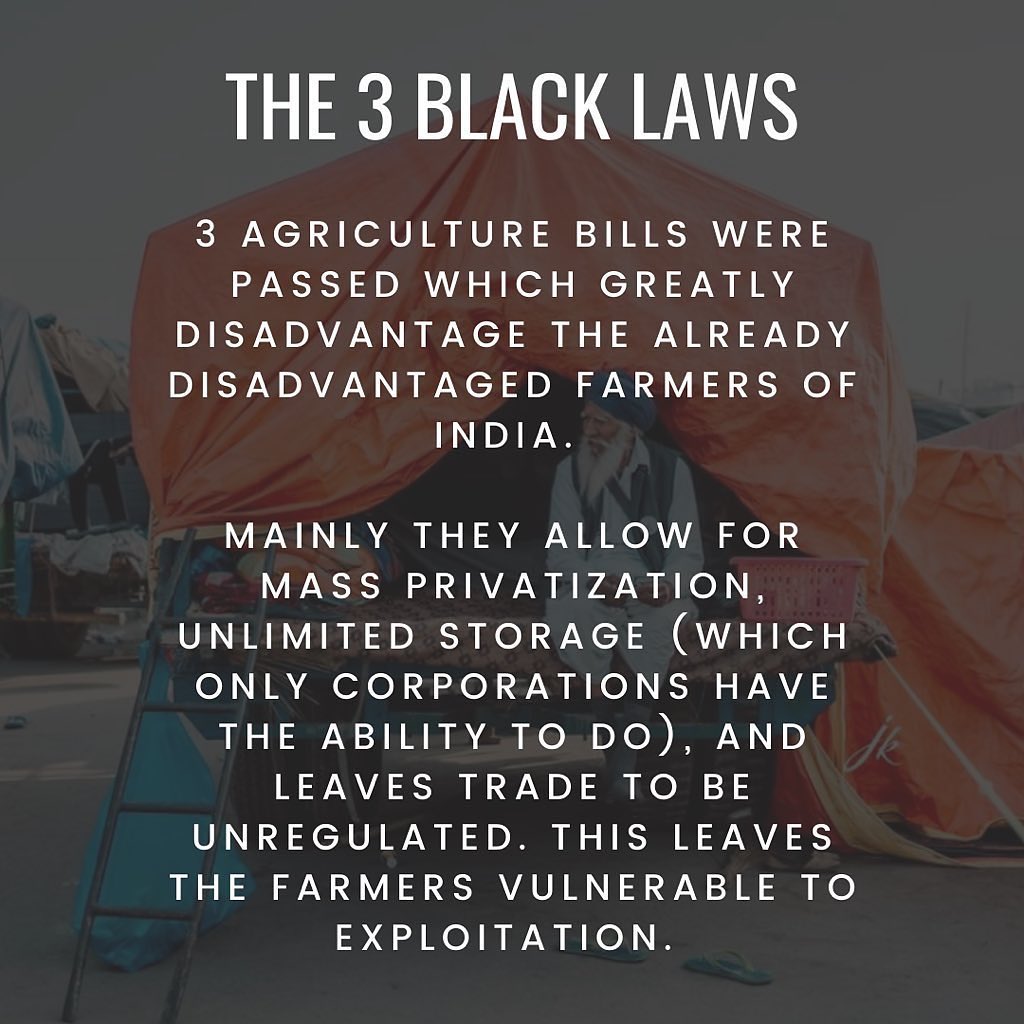 THE 3 BLACK LAWS
3 AGRICULTURE BILLS WERE
PASSED WHICH GREATLY
DISADVANTAGE THE ALREADY
DISADVANTAGED FARMERS OF
INDIA.
MAINLY THEY ALLOW FOR
MASS PRIVATIZATION,
UNLIMITED STORAGE (WHICH
ONLY CORPORATIONS HAVE
THE ABILITY TO DO), AND
LEAVES TRADE TO BE
UNREGULATED. THIS LEAVES
THE FARMERS VULNERABLE TO
EXPLOITATION.
jk